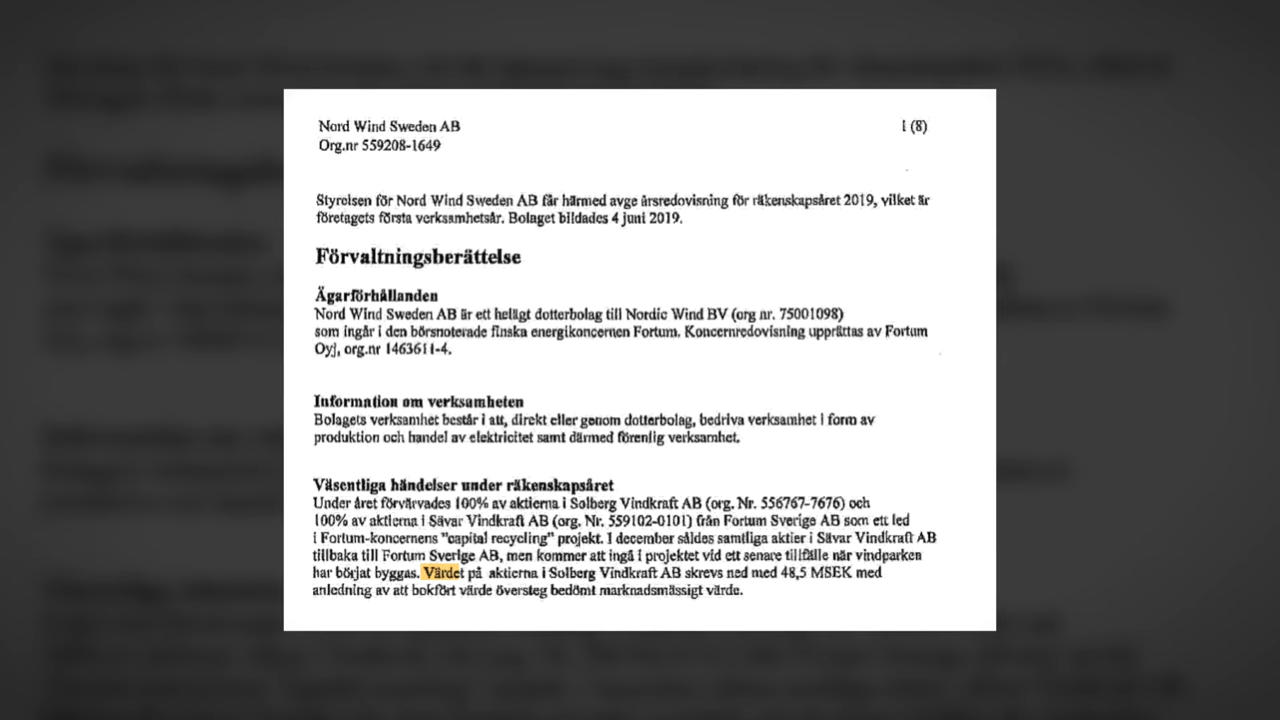 Nord Wind Sweden AB
1 (8)
Org.nr 559208-1649
Styrelsen för Nord Wind Sweden AB får härmed avge årsredovisning för räkenskapsåret 2019, vilket är
företagets första verksamhetsår. Bolaget bildades 4 juni 2019.
Förvaltningsberättelse
Ägarförhållanden
Nord Wind Sweden AB är ett helägt dotterbolag till Nordic Wind BV (org nr. 75001098)
som ingår i den börsnoterade finska energikoncernen Fortum. Koncernredovisning upprättas av Fortum
Oyj, org.nr 1463611-4.
Information om verksamheten
Bolagets verksamhet består i att, direkt eller genom dotterbolag, bedriva verksamhet i form av
produktion och handel av elektricitet samt därmed förenlig verksamhet.
Väsentliga händelser under räkenskapsåret
Under året förvärvades 100% av aktierna i Solberg Vindkraft AB (org. Nr. 556767-7676) och
100% av aktierna i Sävar Vindkraft AB (org. Nr. 559102-0101) från Fortum Sverige AB som ett led
i Fortum-koncernens "capital recycling" projekt. I december såldes samtliga aktier i Sävar Vindkraft AB
tillbaka till Fortum Sverige AB, men kommer att ingå i projektet vid ett senare tillfälle när vindparken
har börjat byggas. Värdet på aktierna i Solberg Vindkraft AB skrevs ned med 48,5 MSEK med
anledning av att bokfört värde översteg bedömt marknadsmässigt värde.